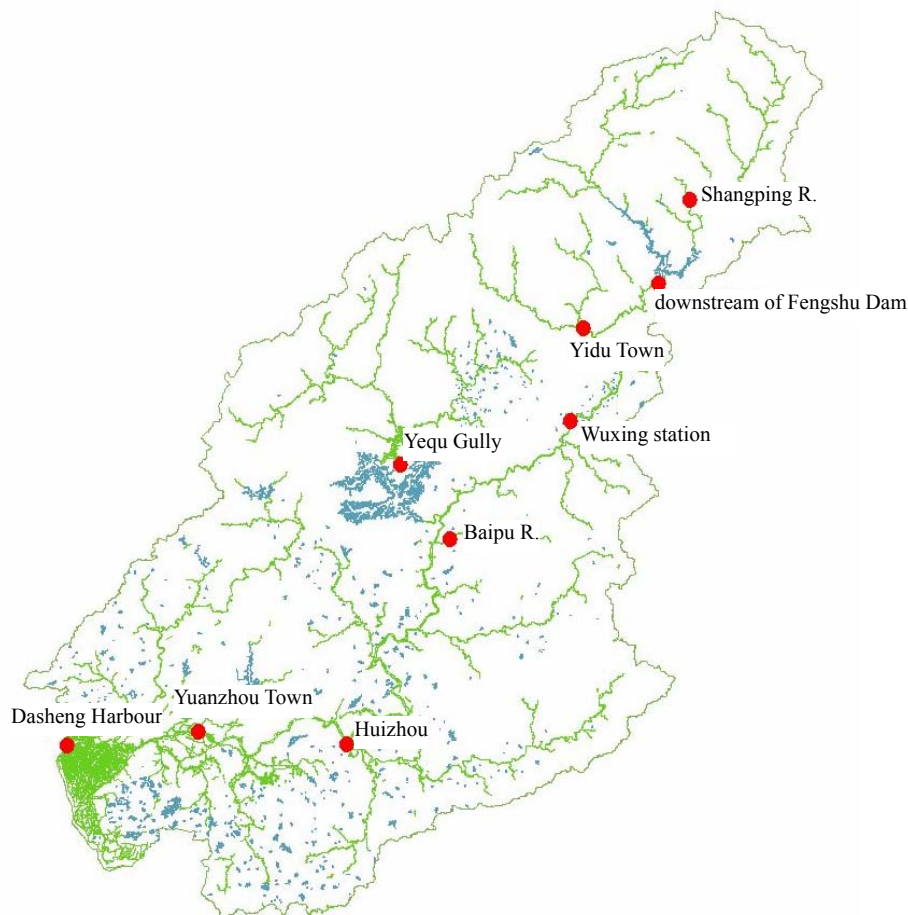 Shangping R.
downstream of Fengshu Dam
Yidu Town
Wuxing station
Yequ Gully
Baipu R.
Yuanzhou Town
Dasheng Harbour
Huizhou